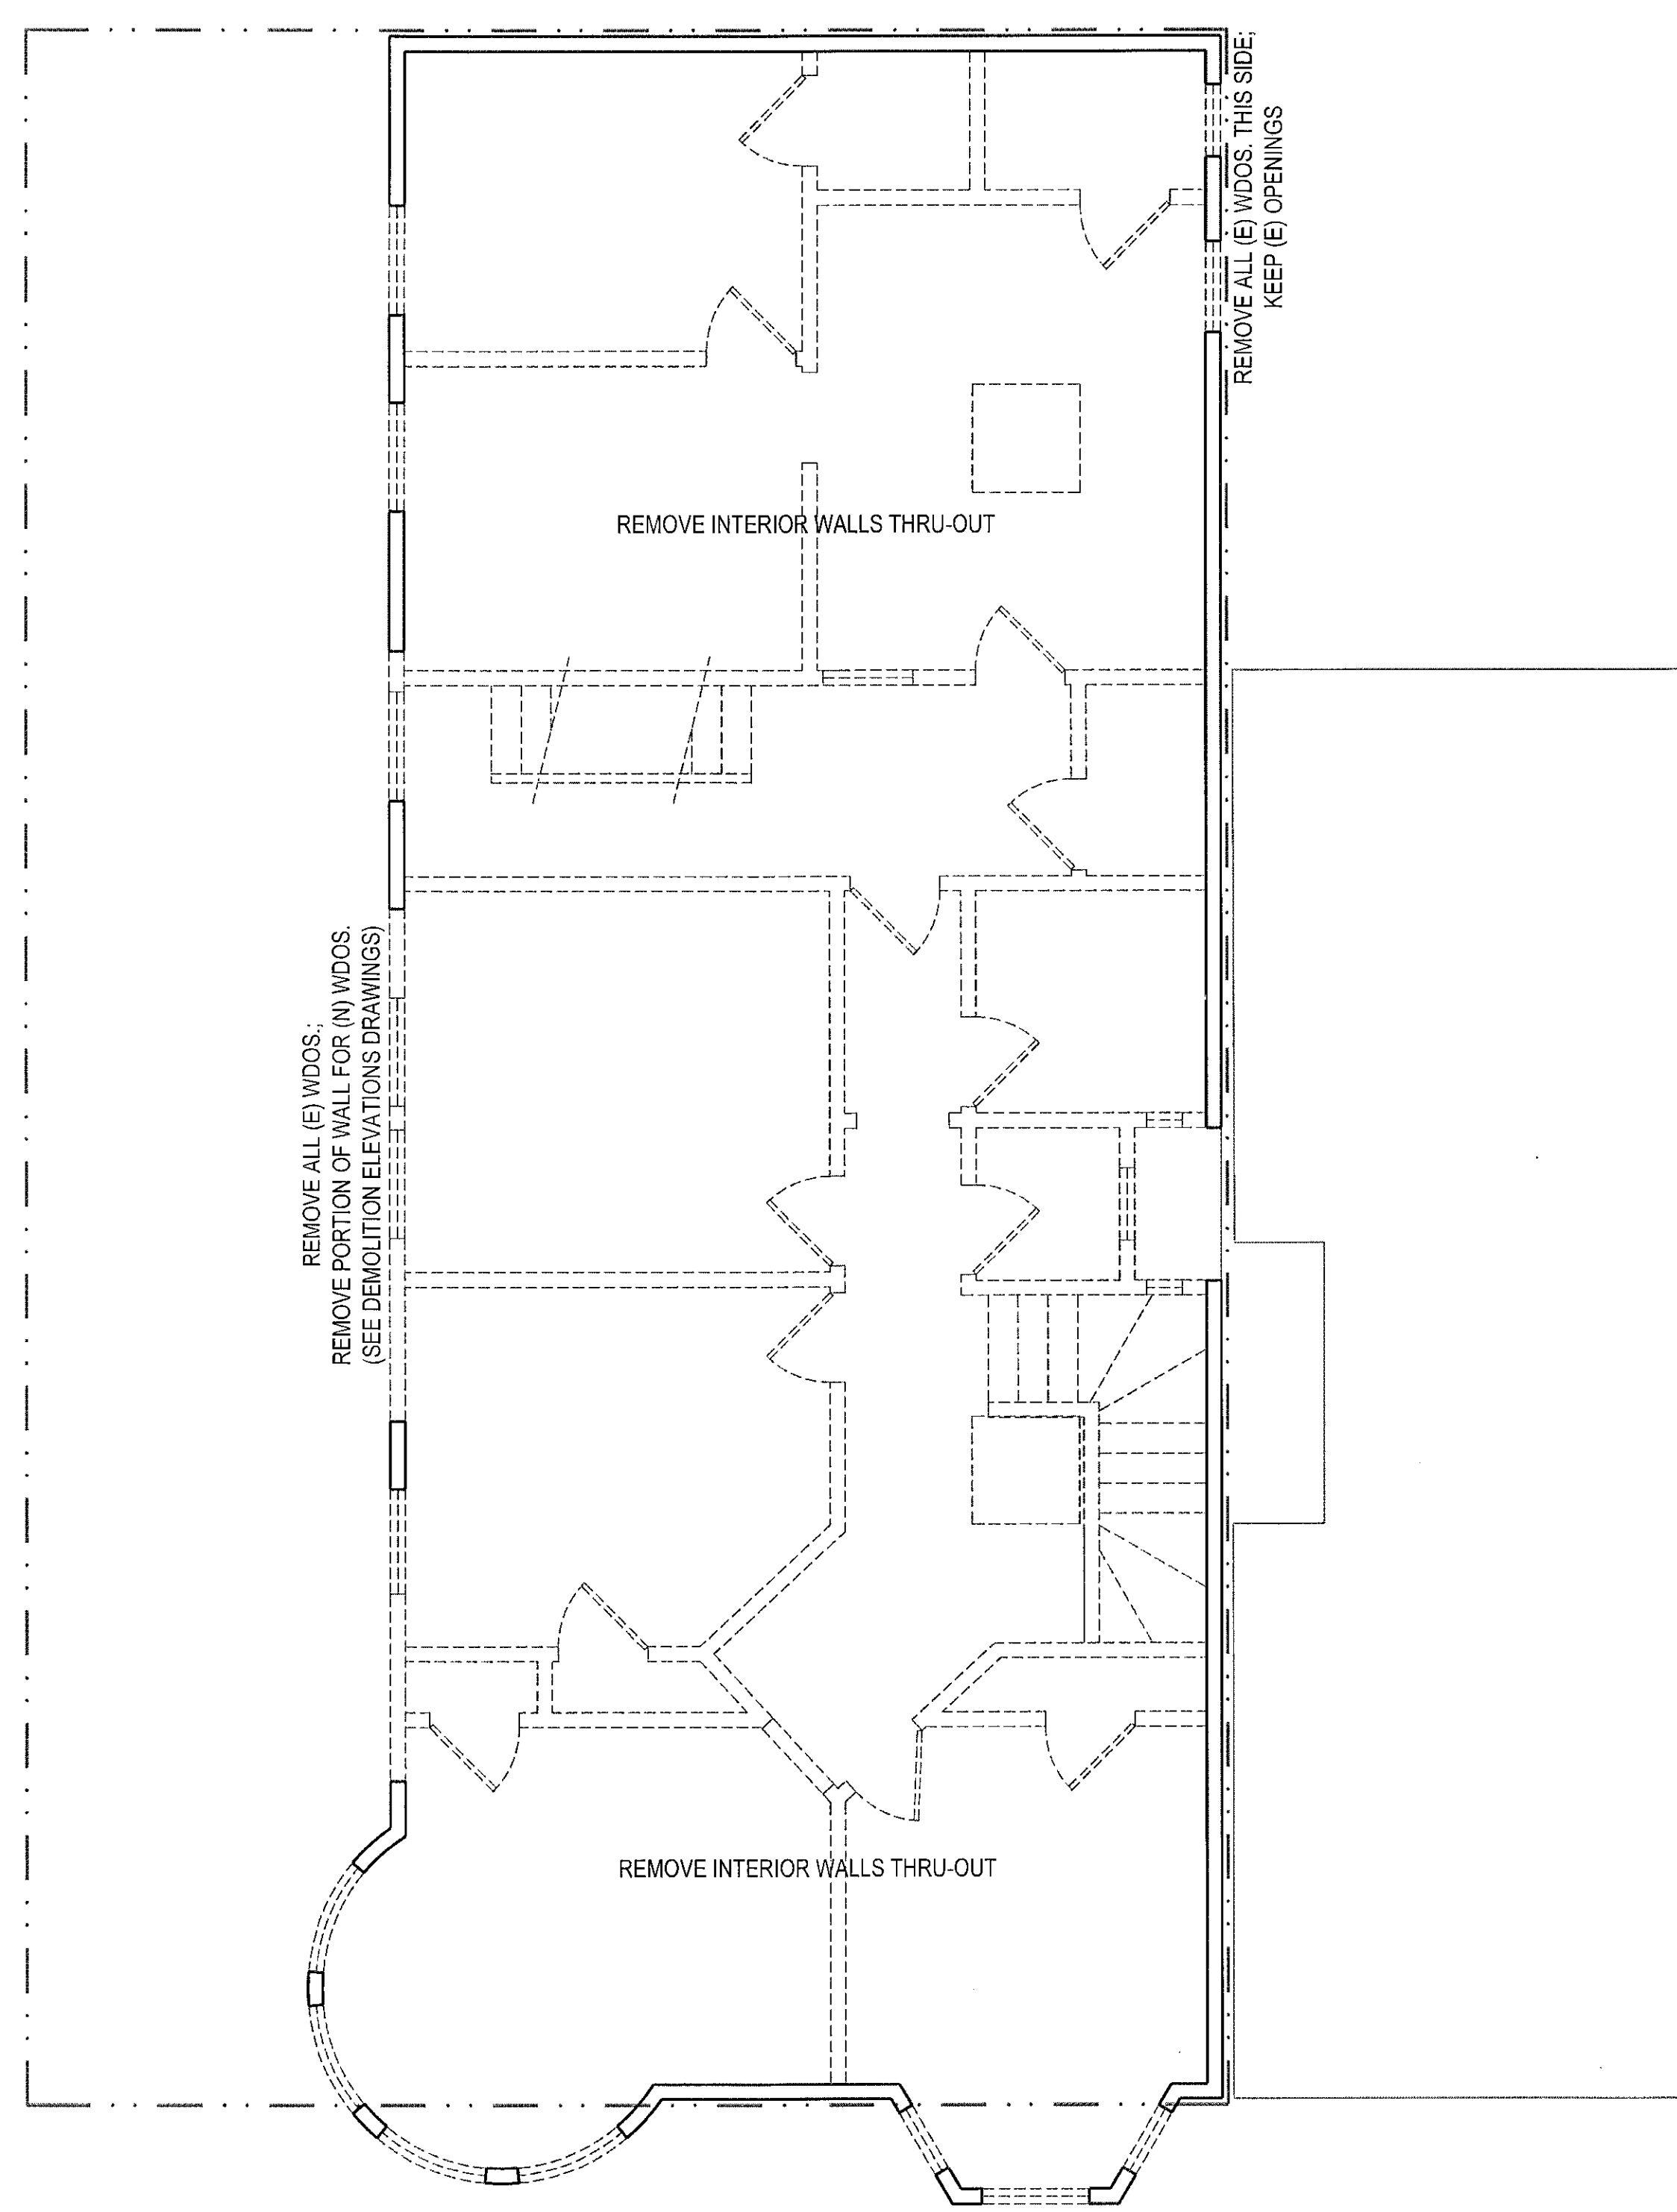 REMOVE ALL (E) WDOS. THIS SIDE;
KEEP (E) OPENINGS
REMOVE INTERIOR WALLS THRU-OUT
REMOVE ALL (E) WDOS.;
REMOVE PORTION OF WALL FOR (N) WDOS.
(SEE DEMOLITION ELEVATIONS DRAWINGS)
REMOVE INTERIOR WALLS THRU-OUT